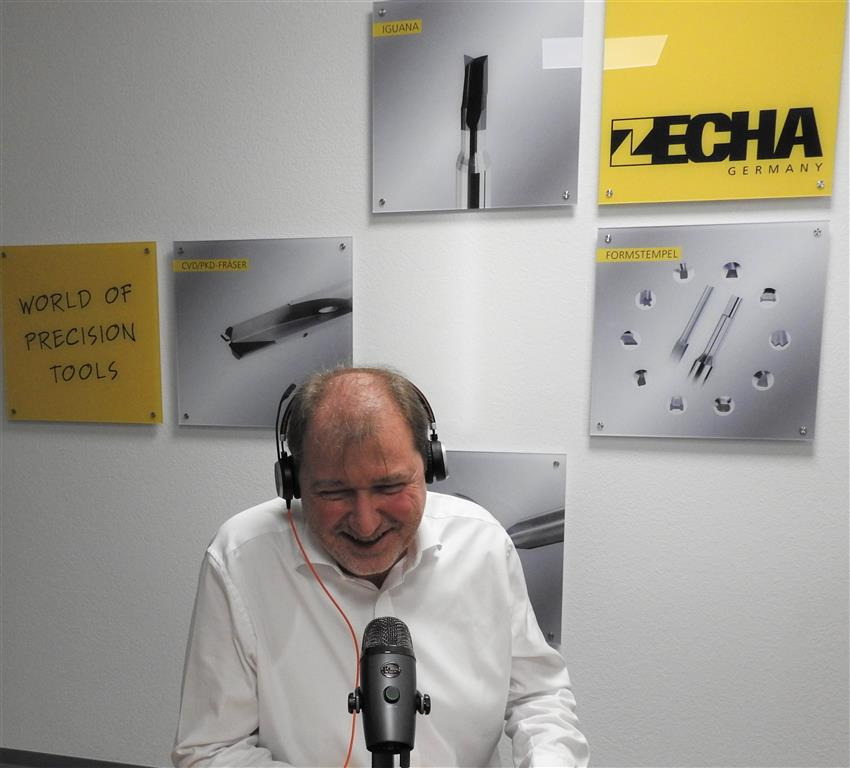 IGUANA
ZECHA
GERMANY
WORLD OF
PRECISION
TOOLS
CVD/PKD-FRÄSER
FORMSTEMPEL